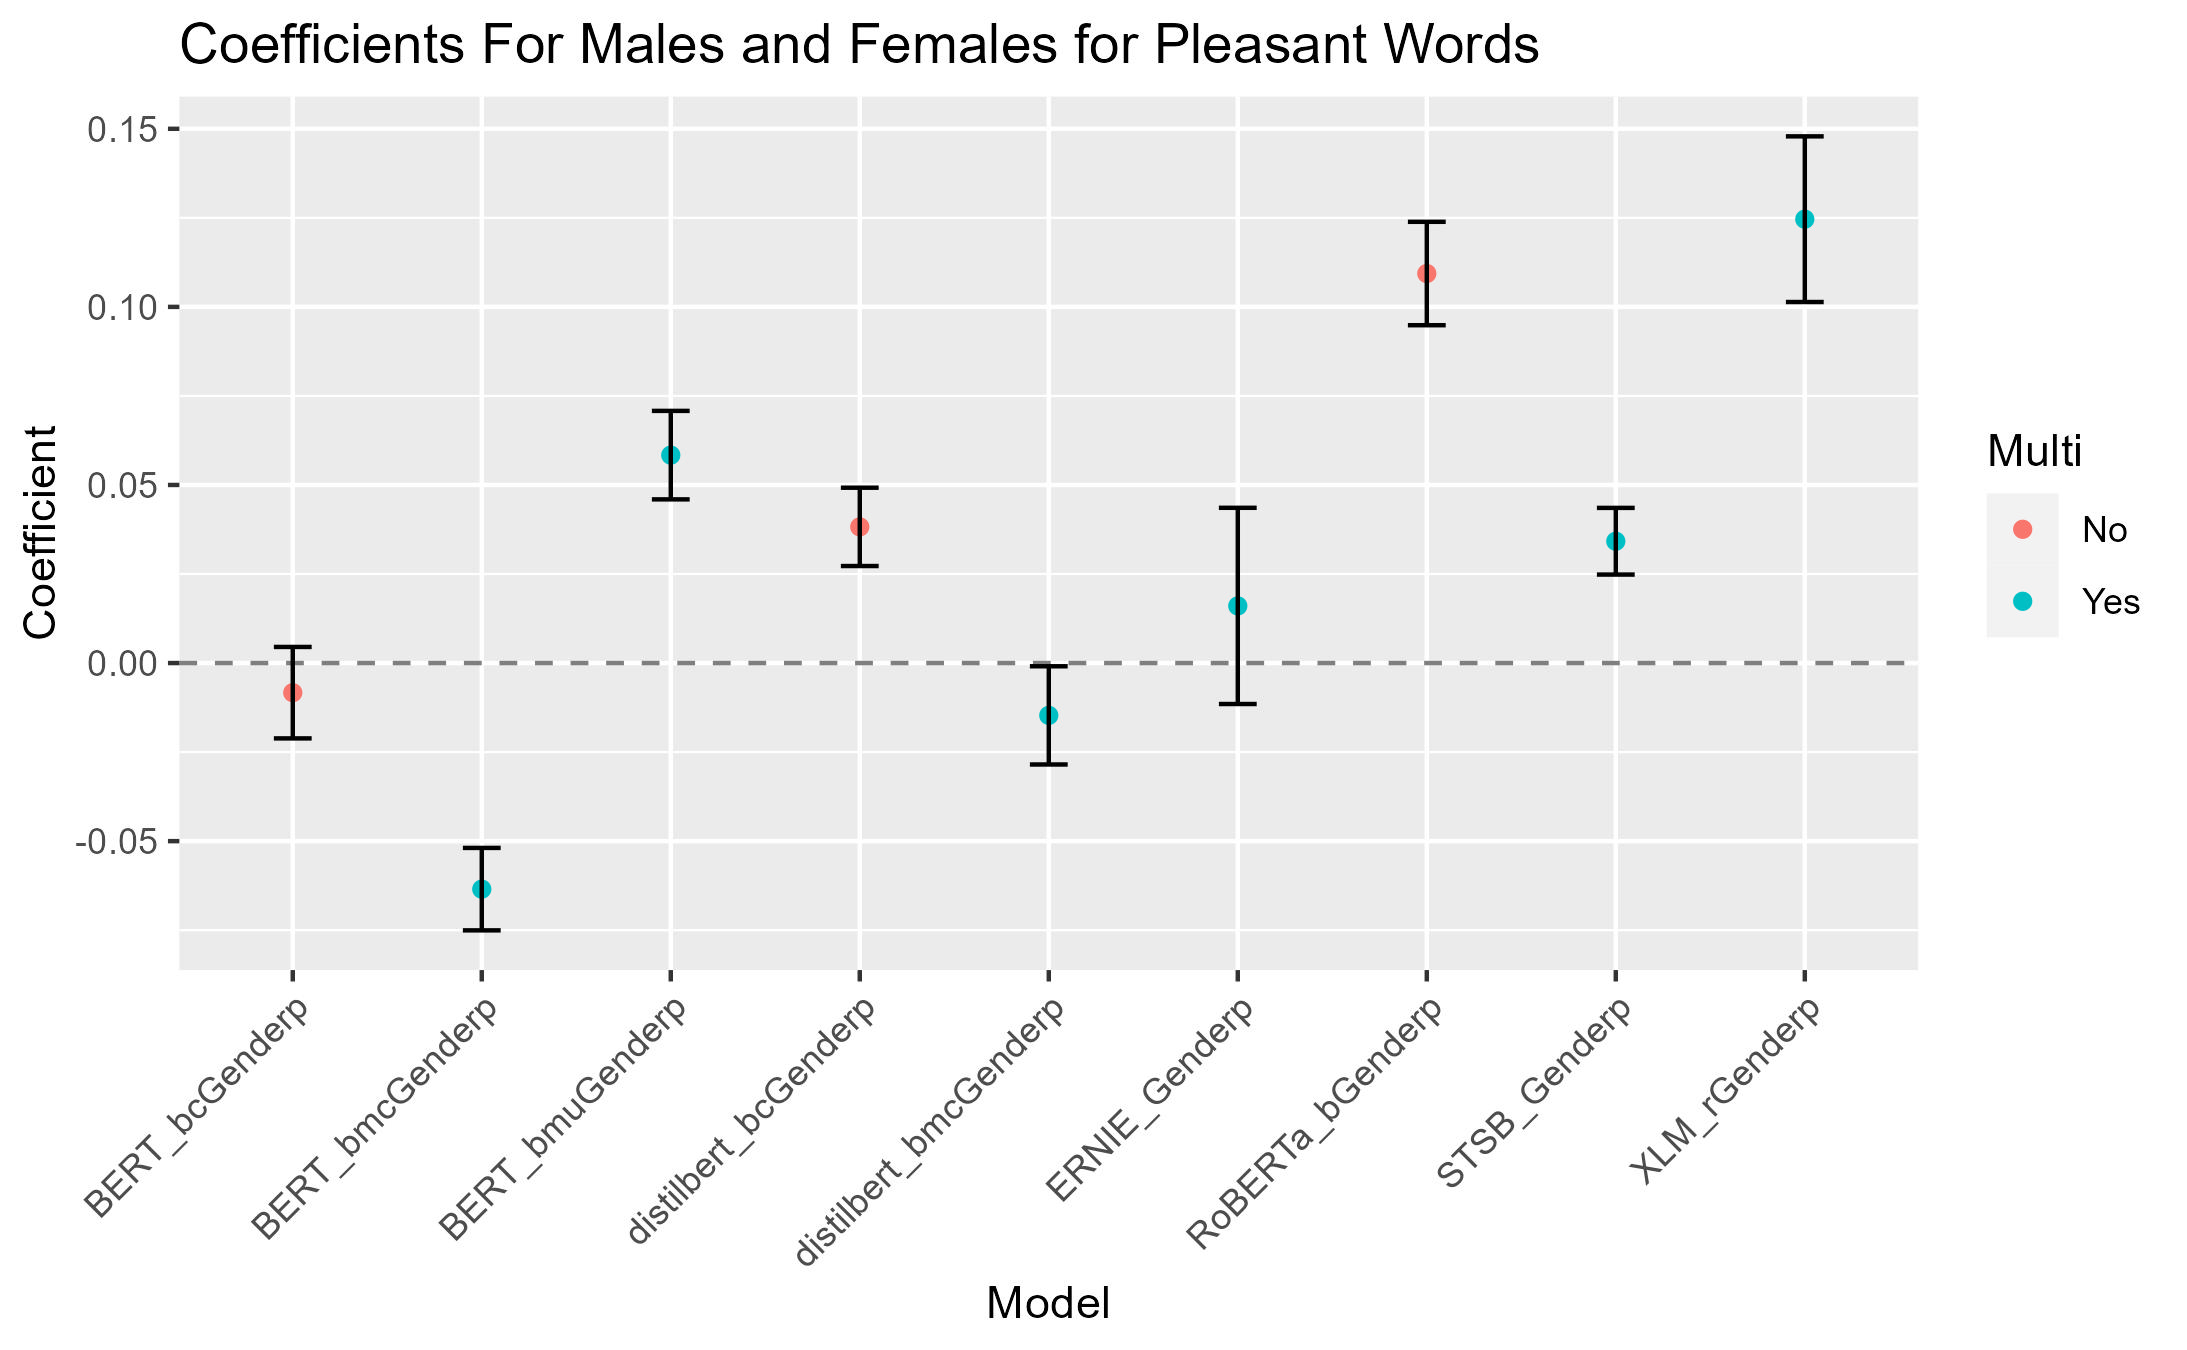 Coefficients For Males and Females for Pleasant Words
Coefficient
0.15
0.10
0.05
0.00
-0.05
BERT_bcGenderp
BERT_bmcGenderp
BERT_bmuGenderp
distilbert_bcGenderp
distilbert_bmcGenderp
ERNIE_Genderp
RoBERTa_bGenderp
STSB_Genderp
XLM_rGenderp
Model
Multi
No
Yes